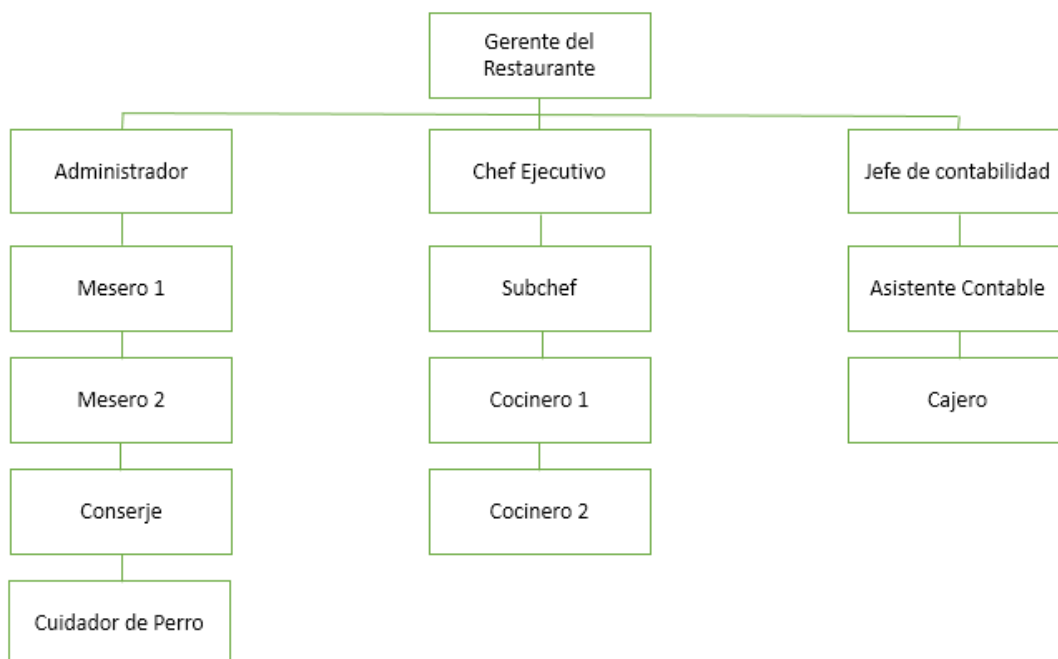 Gerente del
Restaurante
Administrador
Chef Ejecutivo
Jefe de contabilidad
Mesero 1
Subchef
Asistente Contable
Mesero 2
Cocinero 1
Cajero
Conserje
Cocinero 2
Cuidador de Perro